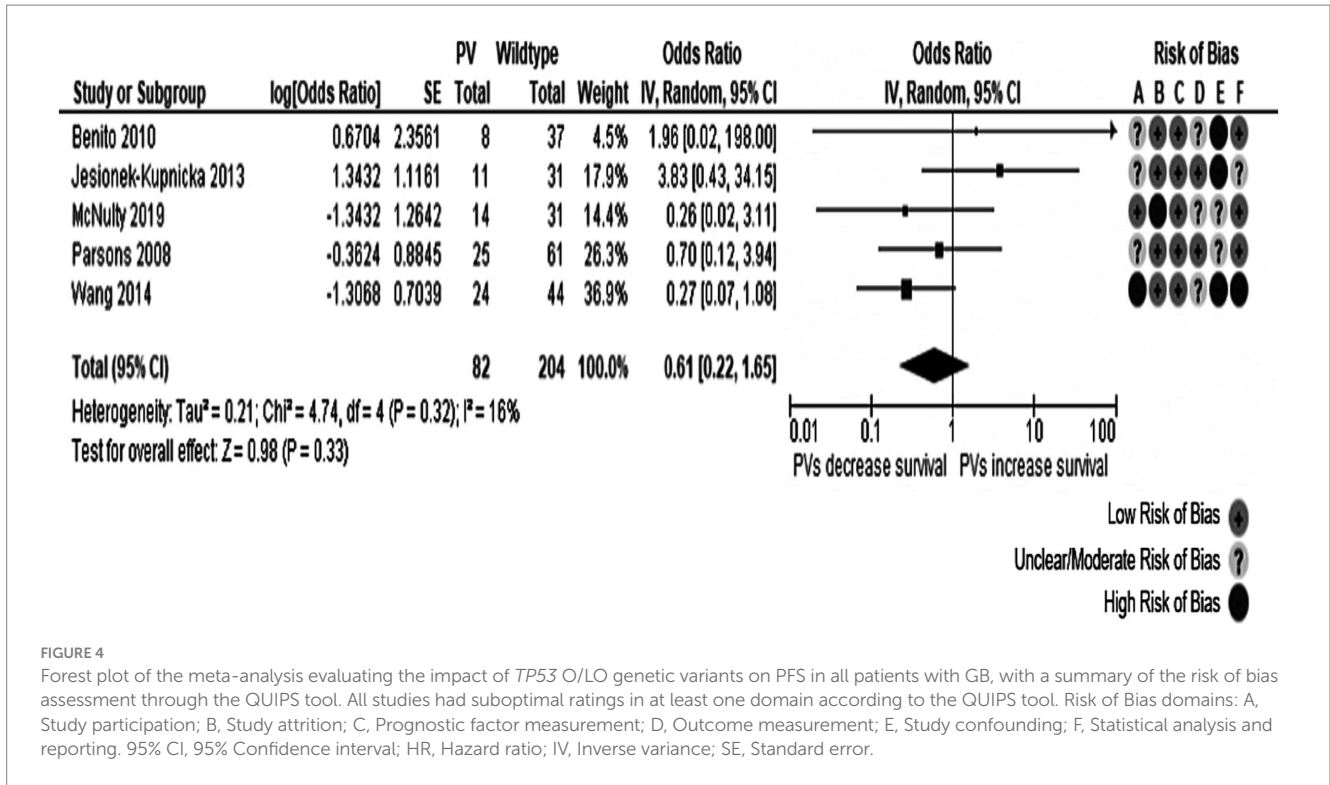 PV Wildtype Odds Ratio Odds Ratio Risk of Bias
Study or Subgroup log[Odds Ratio] SE Total Total Weight IV, Random, 95% CI IV, Random, 95% CI A B C D E F
Benito 2010 0.6704 2.3561 8 37 4.5% 1.96 [0.02, 198.00] ? + + ? +
Jesionek-Kupnicka 2013 1.3432 1.1161 11 31 17.9% 3.83 [0.43, 34.15] ? + + + ?
McNulty 2019 -1.3432 1.2642 14 31 14.4% 0.26 [0.02, 3.11] + + ? ? +
Parsons 2008 -0.3624 0.8845 25 61 26.3% 0.70 [0.12, 3.94] ? + + + ? +
Wang 2014 -1.3068 0.7039 24 44 36.9% 0.27 [0.07, 1.08] + + ?
Total (95% CI) 82 204 100.0% 0.61 [0.22, 1.65]
Heterogeneity: Tau² = 0.21; Chi² = 4.74, df = 4 (P = 0.32); I² = 16%
Test for overall effect: Z = 0.98 (P = 0.33)
0.01 0.1 1 10 100
PVs decrease survival PVs increase survival
Low Risk of Bias +
Unclear/Moderate Risk of Bias ?
High Risk of Bias
FIGURE 4
Forest plot of the meta-analysis evaluating the impact of TP53 O/LO genetic variants on PFS in all patients with GB, with a summary of the risk of bias
assessment through the QUIPS tool. All studies had suboptimal ratings in at least one domain according to the QUIPS tool. Risk of Bias domains: A,
Study participation; B, Study attrition; C, Prognostic factor measurement; D, Outcome measurement; E, Study confounding; F, Statistical analysis and
reporting. 95% CI, 95% Confidence interval; HR, Hazard ratio; IV, Inverse variance; SE, Standard error.